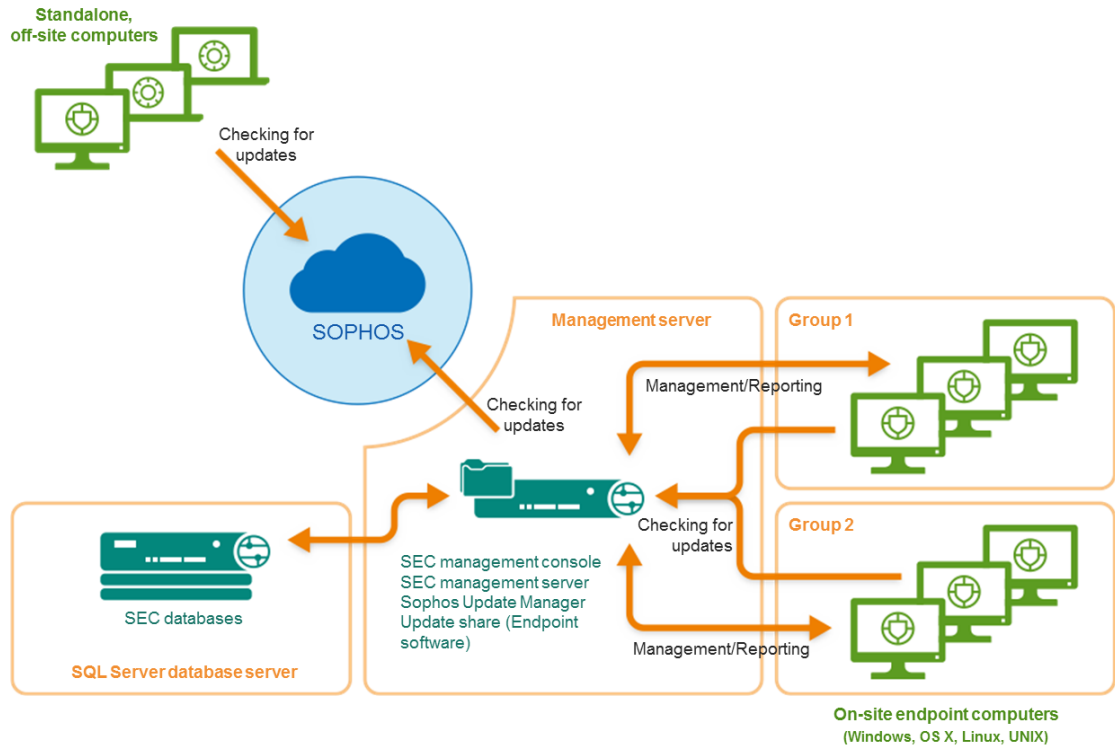 Standalone,
off-site computers
Checking for
updates
SOPHOS
Management server
Group 1
Management/Reporting
Checking for
updates
Group 2
Checking for
updates
SEC management console
SEC management server
Sophos Update Manager
Update share (Endpoint
software)
SEC databases
Management/Reporting
SQL Server database server
On-site endpoint computers
(Windows, OS X, Linux, UNIX)